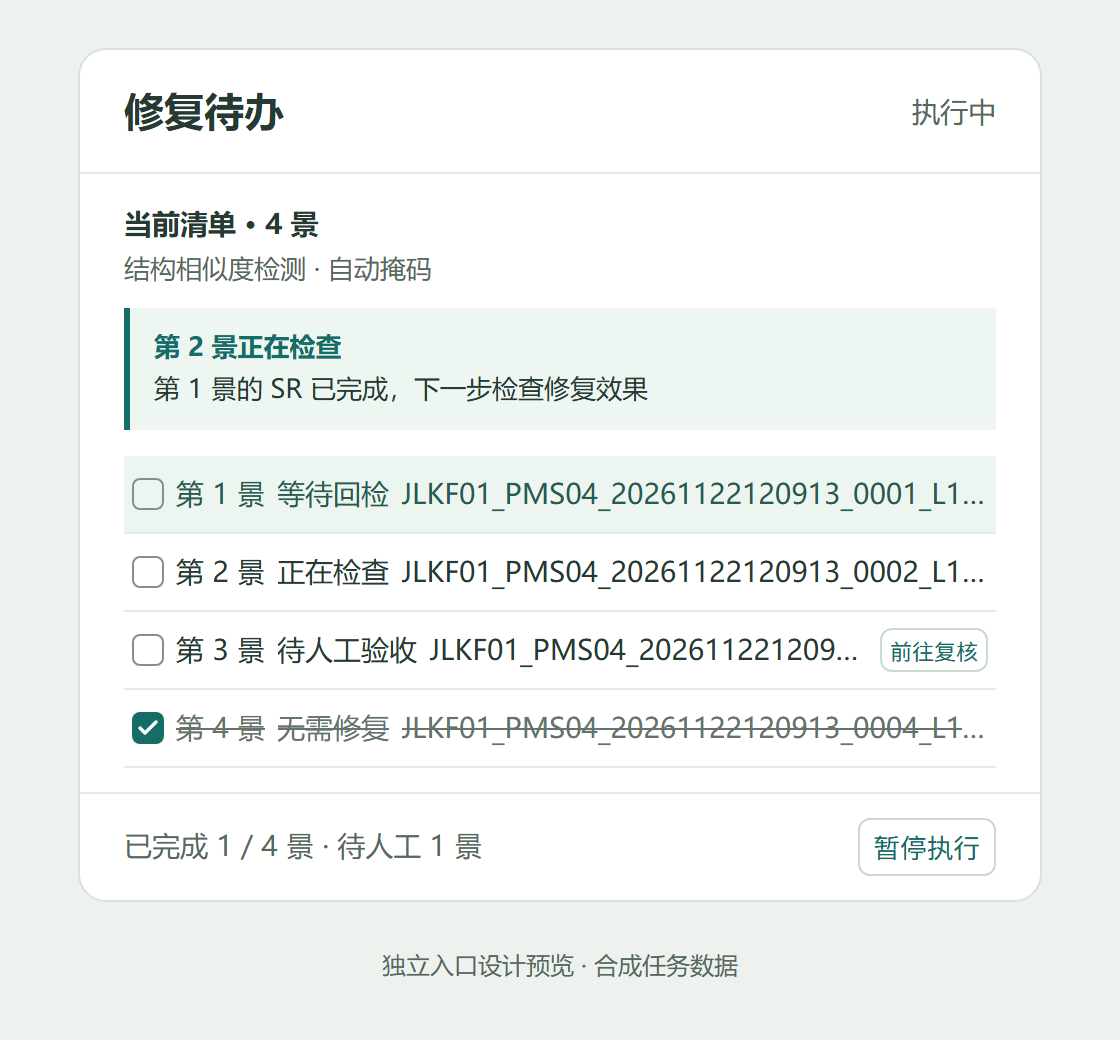 修复待办
执行中
当前清单 • 4 景
结构相似度检测 · 自动掩码
第 2 景正在检查
第 1 景的 SR 已完成，下一步检查修复效果
第 1 景 等待回检 JLKF01_PMS04_20261122120913_0001_L1...
第 2 景 正在检查 JLKF01_PMS04_20261122120913_0002_L1...
第 3 景 待人工验收 JLKF01_PMS04_202611221209... 前往复核
第 4 景 无需修复 JLKF01_PMS04_20261122120913_0004_L1...
已完成 1 / 4 景 · 待人工 1 景
暂停执行
独立入口设计预览 · 合成任务数据